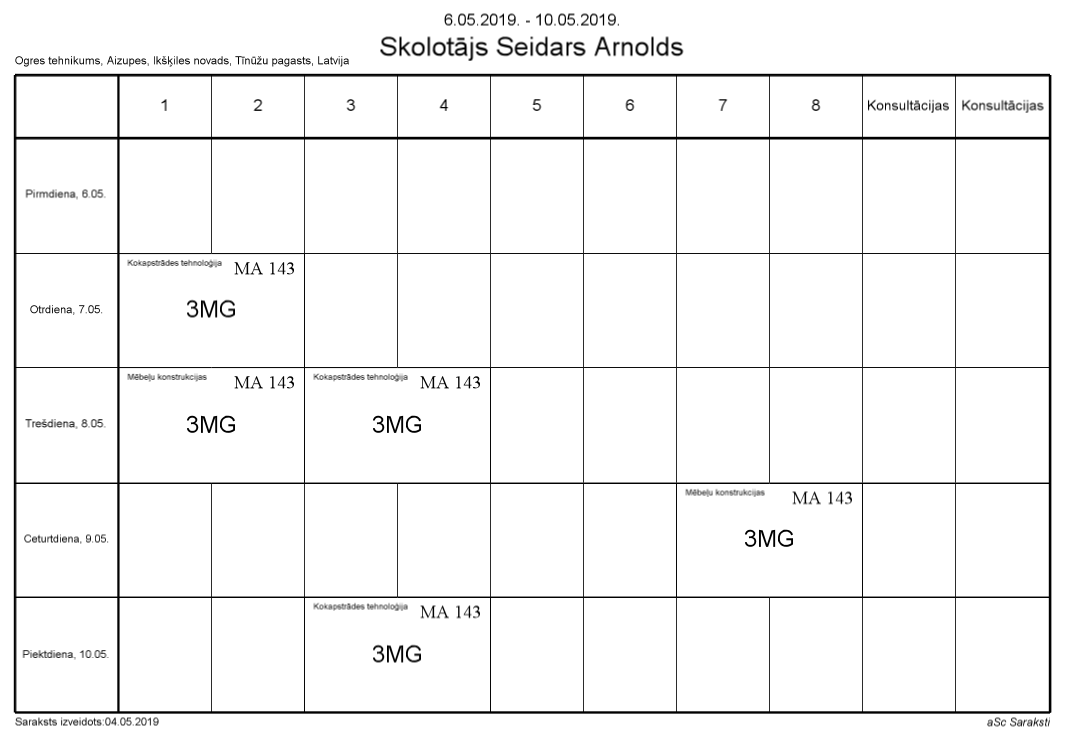 6.05.2019. - 10.05.2019.
Skolotājs Seidars Arnolds
Ogres tehnikums, Aizupes, Ikšķiles novads, Tīnūžu pagasts, Latvija
1 2 3 4 5 6 7 8 Konsultācijas Konsultācijas
Pirmdiena, 6.05.
Kokapstrādes tehnoloģija MA 143
Otrdiena, 7.05. 3MG
Mēbeļu konstrukcijas MA 143 Kokapstrādes tehnoloģija MA 143
Trešdiena, 8.05. 3MG 3MG
Mēbeļu konstrukcijas MA 143
Ceturtdiena, 9.05. 3MG
Kokapstrādes tehnoloģija MA 143
Piektdiena, 10.05. 3MG
Saraksts izveidots:04.05.2019 aSc Saraksti